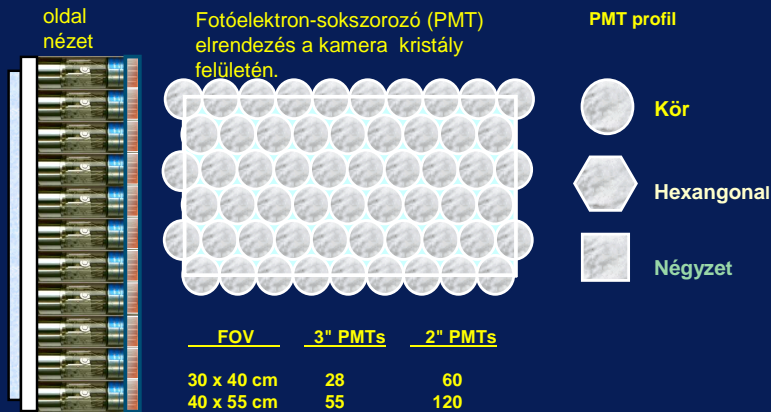 oldal
nézet
Fotóelektron-sokszorozó (PMT)
elrendezés a kamera  kristály
felületén.
PMT profil
Kör
Hexangonal
Négyzet
FOV 3" PMTs 2" PMTs
30 x 40 cm 28 60
40 x 55 cm 55 120